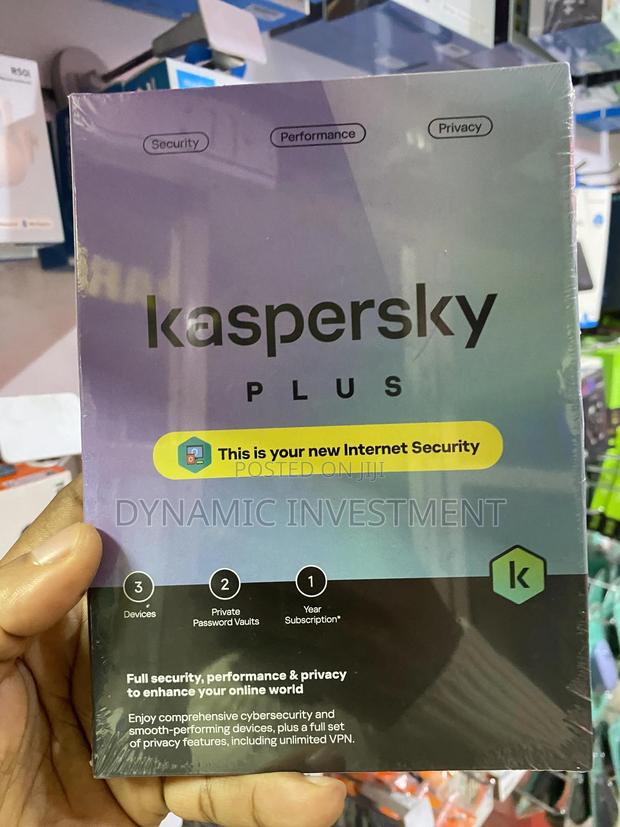 R50i
Security
Performance
Privacy
kaspersky
PLUS
This is your new Internet Security
POSTED ON JIJI
DYNAMIC INVESTMENT
3
Devices
2
Private
Password Vaults
1
Year
Subscription*
k
Full security, performance & privacy
to enhance your online world
Enjoy comprehensive cybersecurity and
smooth-performing devices, plus a full set
of privacy features, including unlimited VPN.